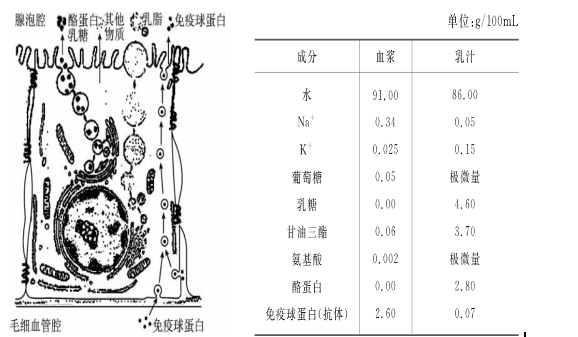 腺泡腔
酪蛋白
乳糖
其他
物质
乳脂
免疫球蛋白
毛细血管腔
免疫球蛋白
单位:g/100mL
成分 血浆 乳汁
水 91.00 86.00
Na⁺ 0.34 0.05
K⁺ 0.025 0.15
葡萄糖 0.05 极微量
乳糖 0.00 4.60
甘油三酯 0.06 3.70
氨基酸 0.002 极微量
酪蛋白 0.00 2.80
免疫球蛋白(抗体) 2.60 0.07